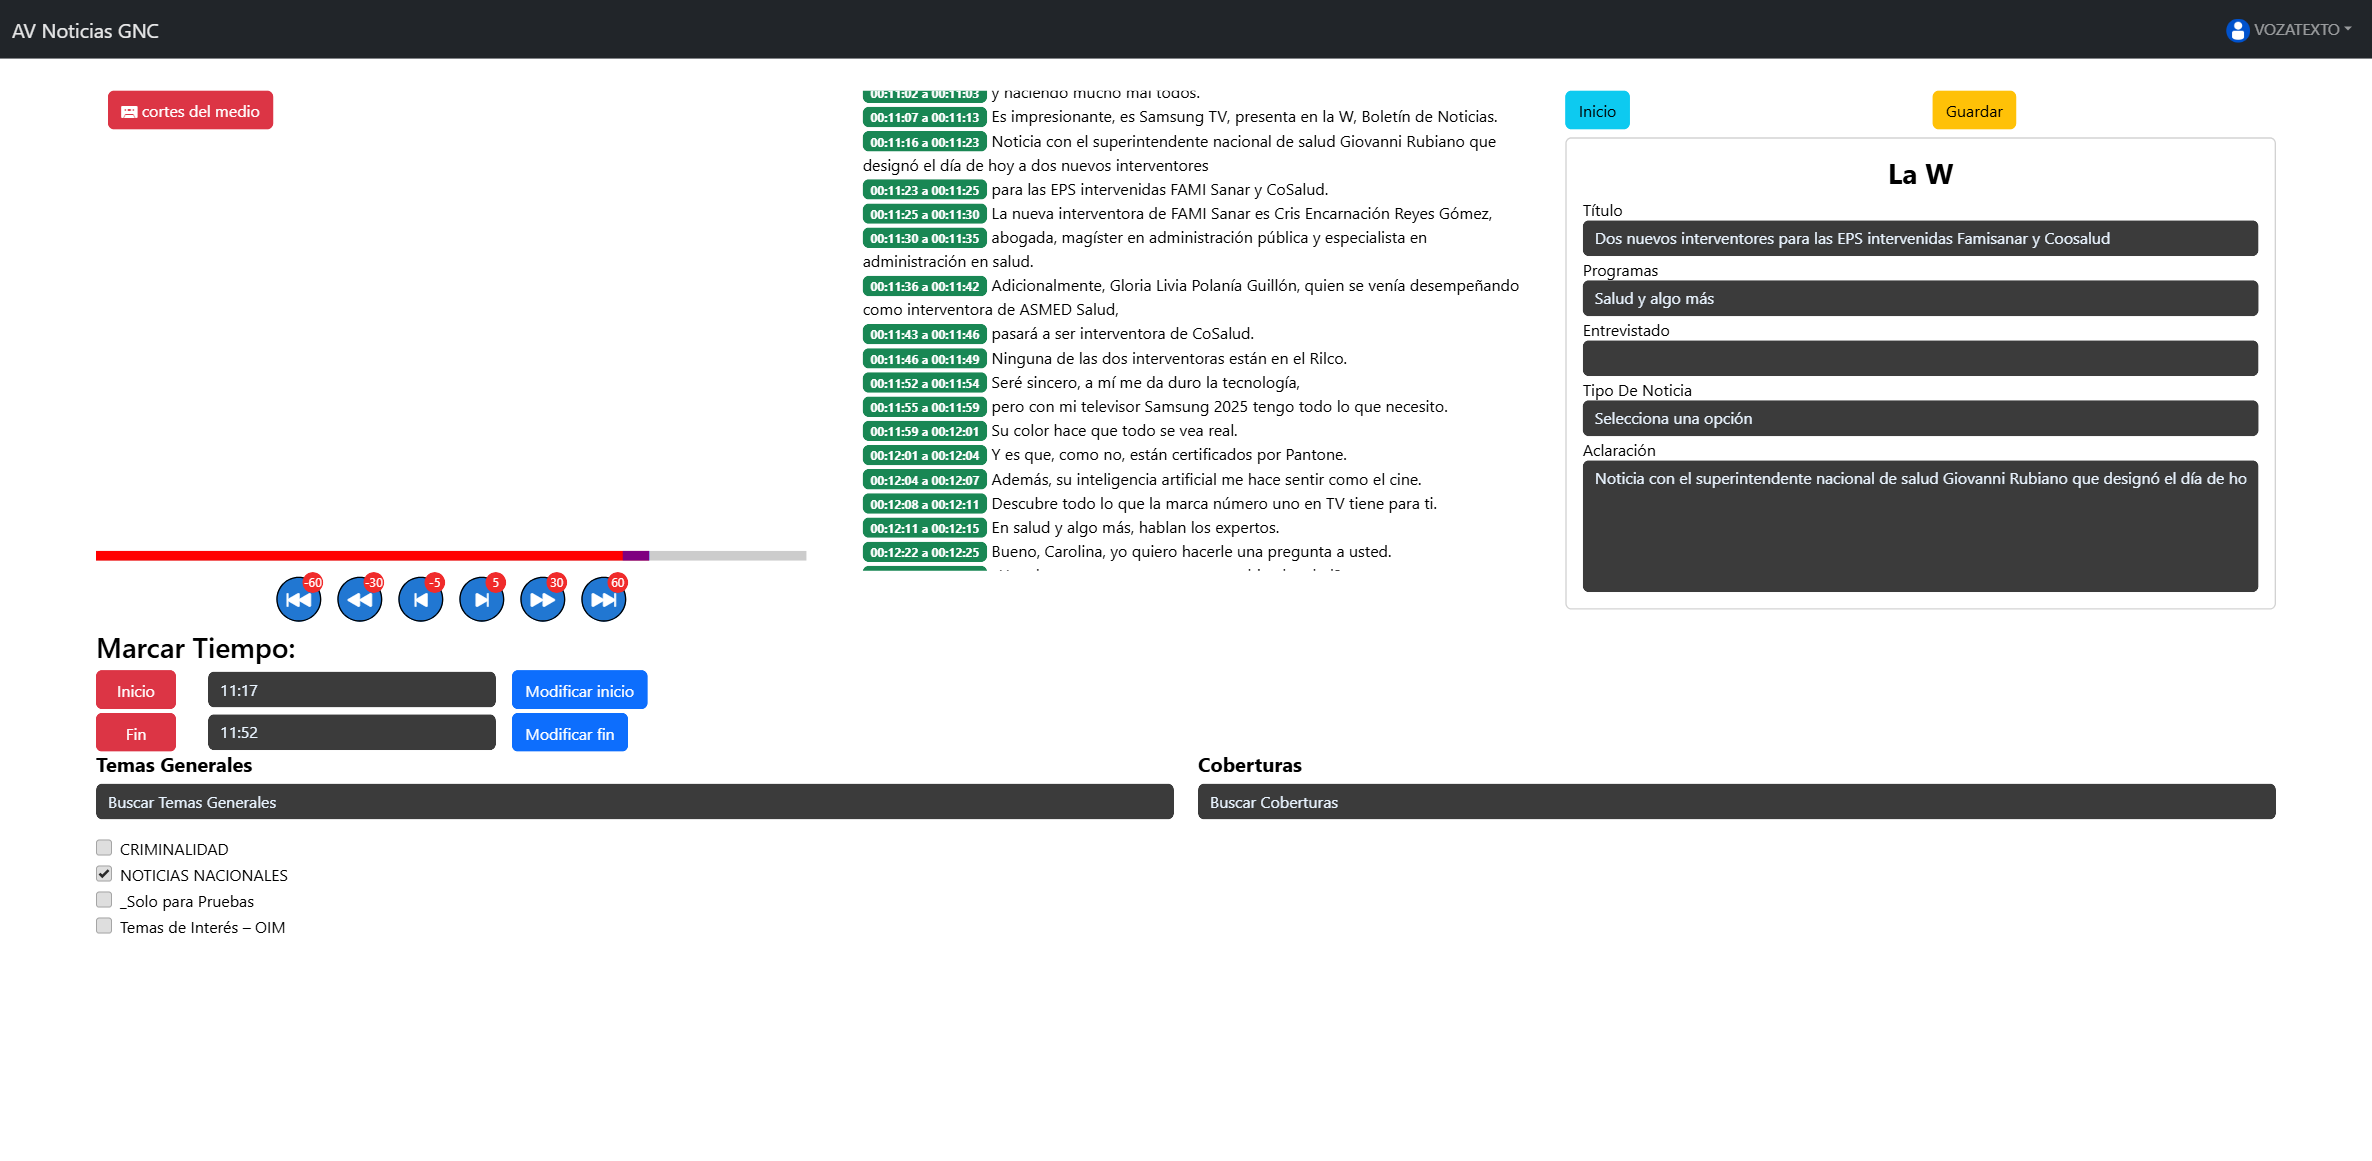 AV Noticias GNC
VOZATEXTO
cortes del medio
-60
-30
-5
5
30
60
Marcar Tiempo:
Inicio
11:17
Modificar inicio
Fin
11:52
Modificar fin
00:11:02 a 00:11:03 y haciendo mucho mal todos.
00:11:07 a 00:11:13 Es impresionante, es Samsung TV, presenta en la W, Boletín de Noticias.
00:11:16 a 00:11:23 Noticia con el superintendente nacional de salud Giovanni Rubiano que
designó el día de hoy a dos nuevos interventores
00:11:23 a 00:11:25 para las EPS intervenidas FAMI Sanar y CoSalud.
00:11:25 a 00:11:30 La nueva interventora de FAMI Sanar es Cris Encarnación Reyes Gómez,
00:11:30 a 00:11:35 abogada, magíster en administración pública y especialista en
administración en salud.
00:11:36 a 00:11:42 Adicionalmente, Gloria Livia Polanía Guillón, quien se venía desempeñando
como interventora de ASMED Salud,
00:11:43 a 00:11:46 pasará a ser interventora de CoSalud.
00:11:46 a 00:11:49 Ninguna de las dos interventoras están en el Rilco.
00:11:52 a 00:11:54 Seré sincero, a mí me da duro la tecnología,
00:11:55 a 00:11:59 pero con mi televisor Samsung 2025 tengo todo lo que necesito.
00:11:59 a 00:12:01 Su color hace que todo se vea real.
00:12:01 a 00:12:04 Y es que, como no, están certificados por Pantone.
00:12:04 a 00:12:07 Además, su inteligencia artificial me hace sentir como el cine.
00:12:08 a 00:12:11 Descubre todo lo que la marca número uno en TV tiene para ti.
00:12:11 a 00:12:15 En salud y algo más, hablan los expertos.
00:12:22 a 00:12:25 Bueno, Carolina, yo quiero hacerle una pregunta a usted.
Inicio
Guardar
La W
Título
Dos nuevos interventores para las EPS intervenidas Famisanar y Coosalud
Programas
Salud y algo más
Entrevistado
Tipo De Noticia
Selecciona una opción
Aclaración
Noticia con el superintendente nacional de salud Giovanni Rubiano que designó el día de ho
Temas Generales
Buscar Temas Generales
CRIMINALIDAD
NOTICIAS NACIONALES
_Solo para Pruebas
Temas de Interés – OIM
Coberturas
Buscar Coberturas